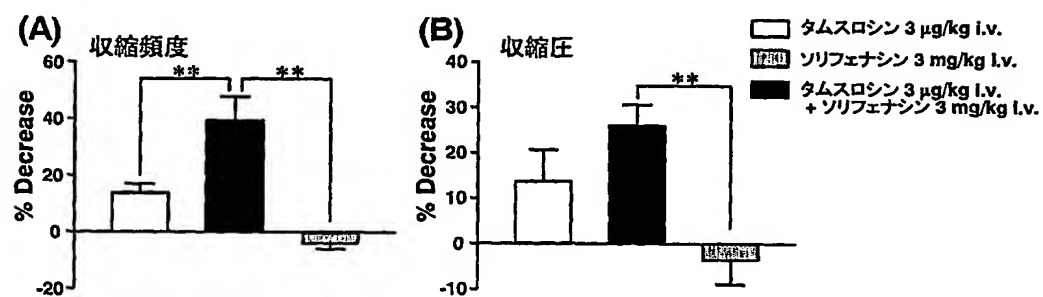 (A)
収縮頻度
60
40
20
0
-20
% Decrease
**
**
(B)
収縮圧
40
30
20
10
0
-10
% Decrease
**
タムスロシン 3 μg/kg i.v.
ソリフェナシン 3 mg/kg i.v.
タムスロシン 3 μg/kg i.v.
+ ソリフェナシン 3 mg/kg i.v.